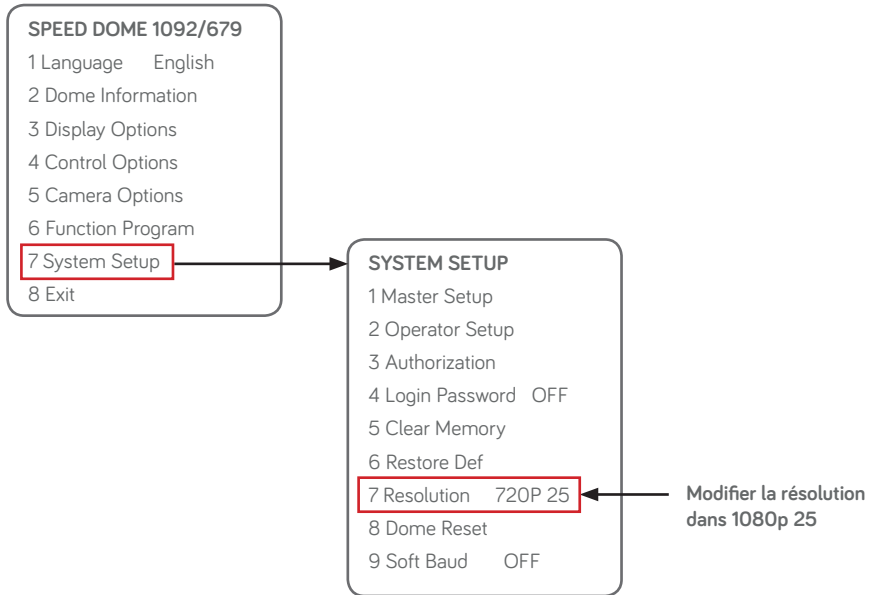 SPEED DOME 1092/679
1 Language English
2 Dome Information
3 Display Options
4 Control Options
5 Camera Options
6 Function Program
7 System Setup
8 Exit
SYSTEM SETUP
1 Master Setup
2 Operator Setup
3 Authorization
4 Login Password OFF
5 Clear Memory
6 Restore Def
7 Resolution 720P 25
8 Dome Reset
9 Soft Baud OFF
Modifier la résolution
dans 1080p 25